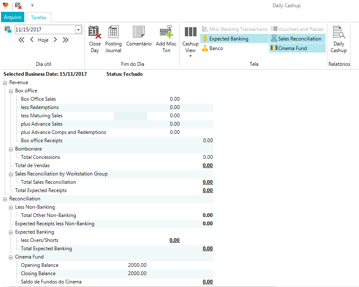 Daily Cashup
Arquivo Tarefas
11/15/2017
Hoje
Dia útil
Close Day
Posting Journal
Comentário
Add Misc Txn
Fim do Dia
Cashup View
Misc Banking Transactions
Vouchers and Passes
Expected Banking
Sales Reconciliation
Banco
Cinema Fund
Tela
Daily Cashup
Relatórios
Selected Business Date: 15/11/2017 Status: Fechado
Revenue
Box office
Box Office Sales 0.00
less Redemptions 0.00
less Maturing Sales 0.00
plus Advance Sales 0.00
plus Advance Comps and Redemptions 0.00
Box office Receipts 0.00
Bomboniere
Total Concessions 0.00
Total de Vendas 0.00
Sales Reconciliation by Workstation Group
Total Sales Reconciliation 0.00
Total Expected Receipts 0.00
Reconciliation
Less Non-Banking
Total Other Non-Banking 0.00
Expected Receipts less Non-Banking 0.00
Expected Banking
less Overs/Shorts 0.00
Total Expected Banking 0.00
Cinema Fund
Opening Balance 2000.00
Closing Balance 2000.00
Saldo de Fundos do Cinema 0.00